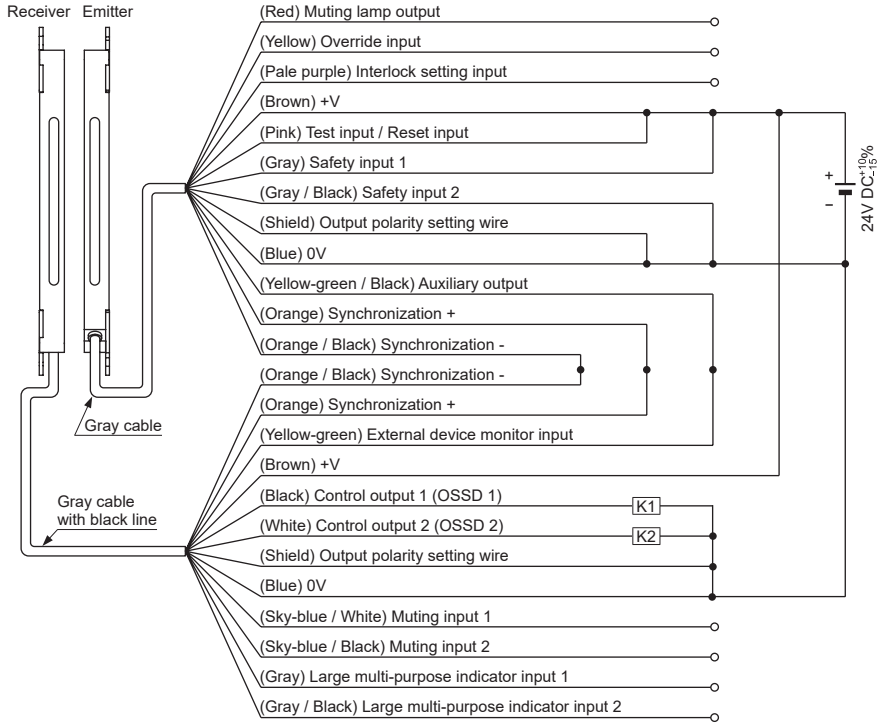 Receiver Emitter
(Red) Muting lamp output
(Yellow) Override input
(Pale purple) Interlock setting input
(Brown) +V
(Pink) Test input / Reset input
(Gray) Safety input 1
(Gray / Black) Safety input 2
(Shield) Output polarity setting wire
(Blue) 0V
(Yellow-green / Black) Auxiliary output
(Orange) Synchronization +
(Orange / Black) Synchronization -
(Orange / Black) Synchronization -
(Orange) Synchronization +
(Yellow-green) External device monitor input
(Brown) +V
(Black) Control output 1 (OSSD 1)
K1
(White) Control output 2 (OSSD 2)
K2
(Shield) Output polarity setting wire
(Blue) 0V
(Sky-blue / White) Muting input 1
(Sky-blue / Black) Muting input 2
(Gray) Large multi-purpose indicator input 1
(Gray / Black) Large multi-purpose indicator input 2
Gray cable
Gray cable
with black line
+
−
24V DC +10 −15 %